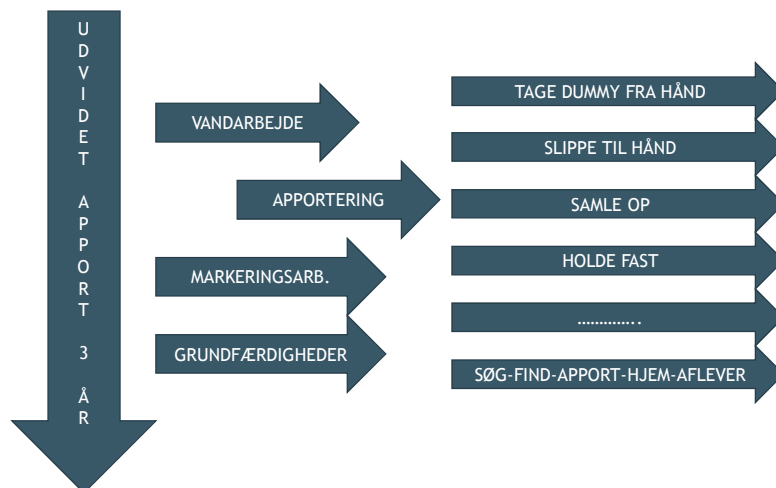 UDVIDET APPORT 3 ÅR
VANDARBEJDE
APPORTERING
MARKERINGSARB.
GRUNDFÆRDIGHEDER
TAGE DUMMY FRA HÅND
SLIPPE TIL HÅND
SAMLE OP
HOLDE FAST
…………..
SØG-FIND-APPORT-HJEM-AFLEVER